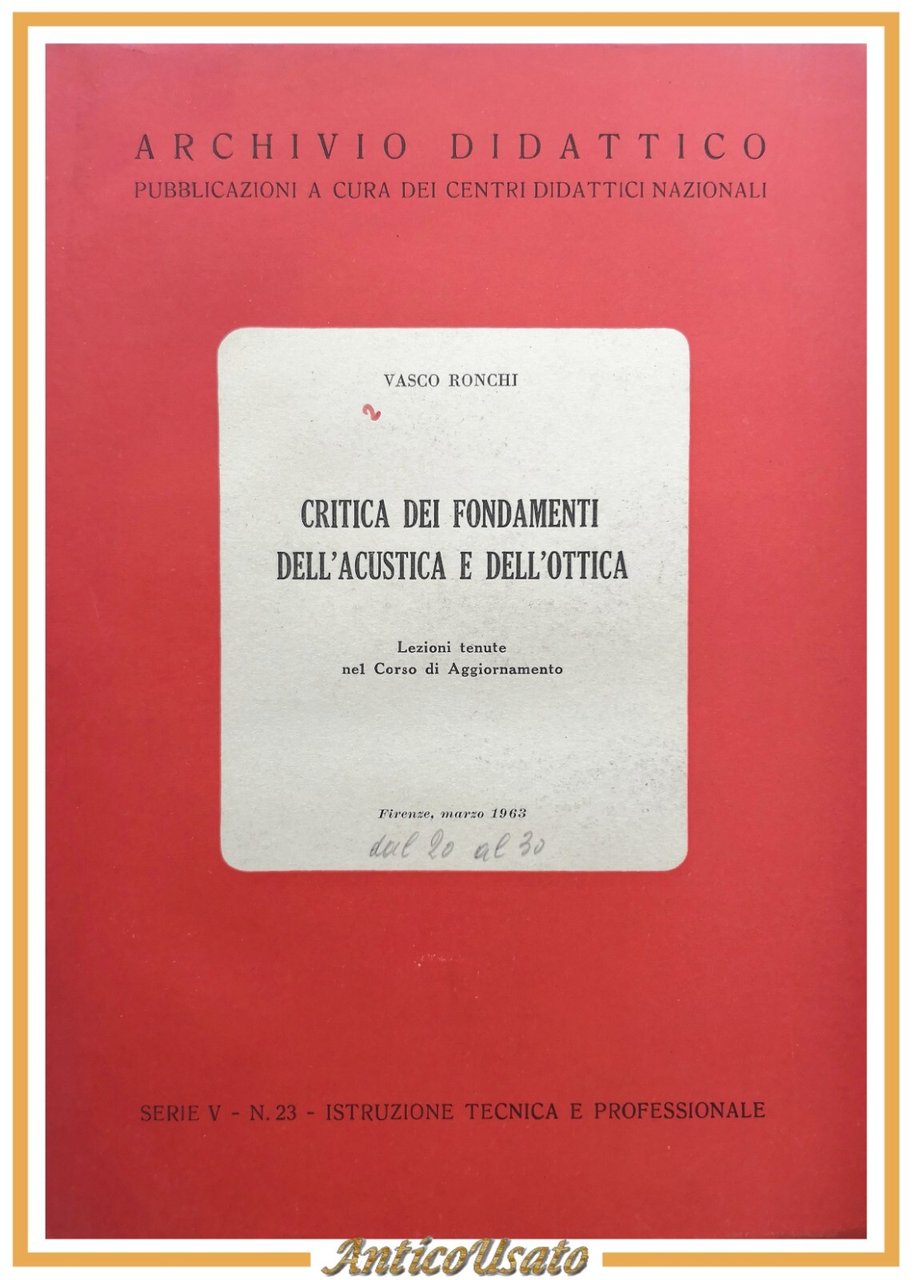 ARCHIVIO DIDATTICO
PUBBLICAZIONI A CURA DEI CENTRI DIDATTICI NAZIONALI
VASCO RONCHI
2
CRITICA DEI FONDAMENTI
DELL'ACUSTICA E DELL'OTTICA
Lezioni tenute
nel Corso di Aggiornamento
Firenze, marzo 1963
dal 20 al 30
SERIE V - N. 23 - ISTRUZIONE TECNICA E PROFESSIONALE
AnticoUsato